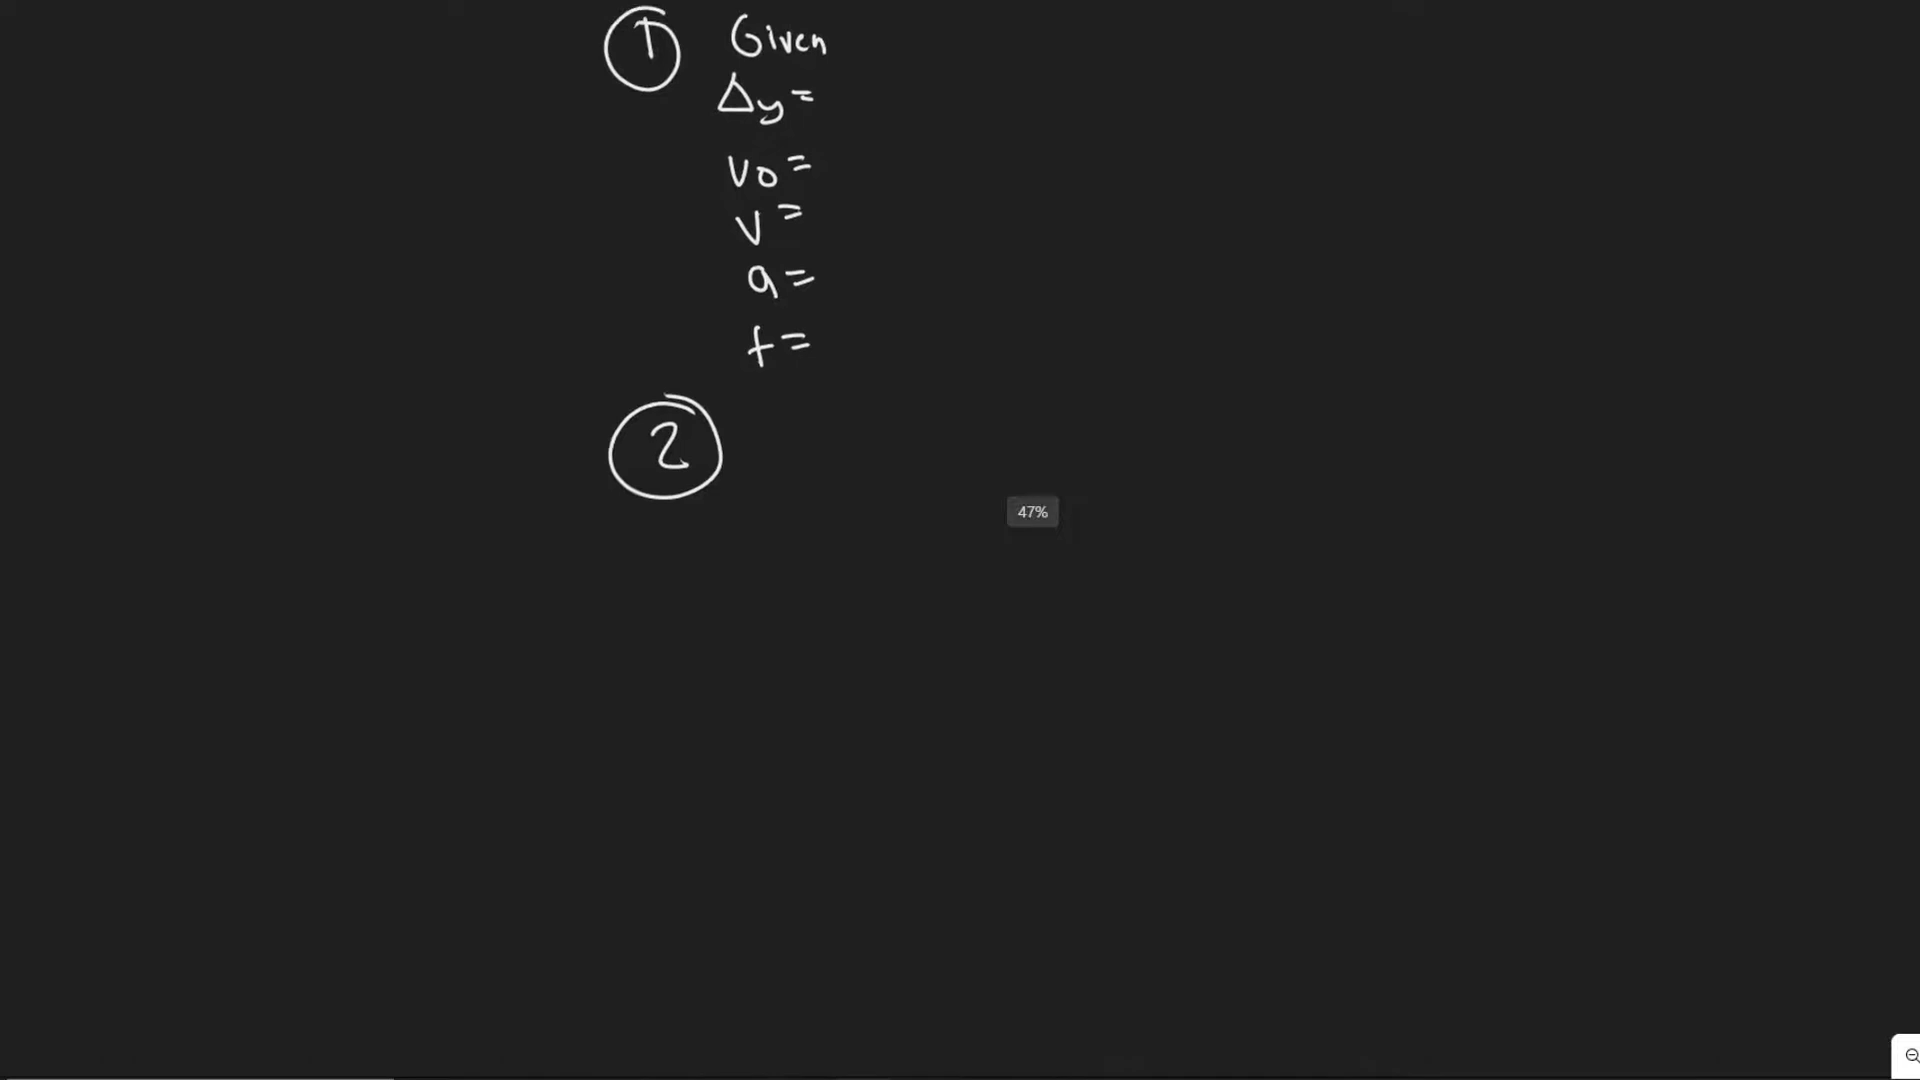 ① Given
Δy =
v0 =
v =
a =
t =
②
47%